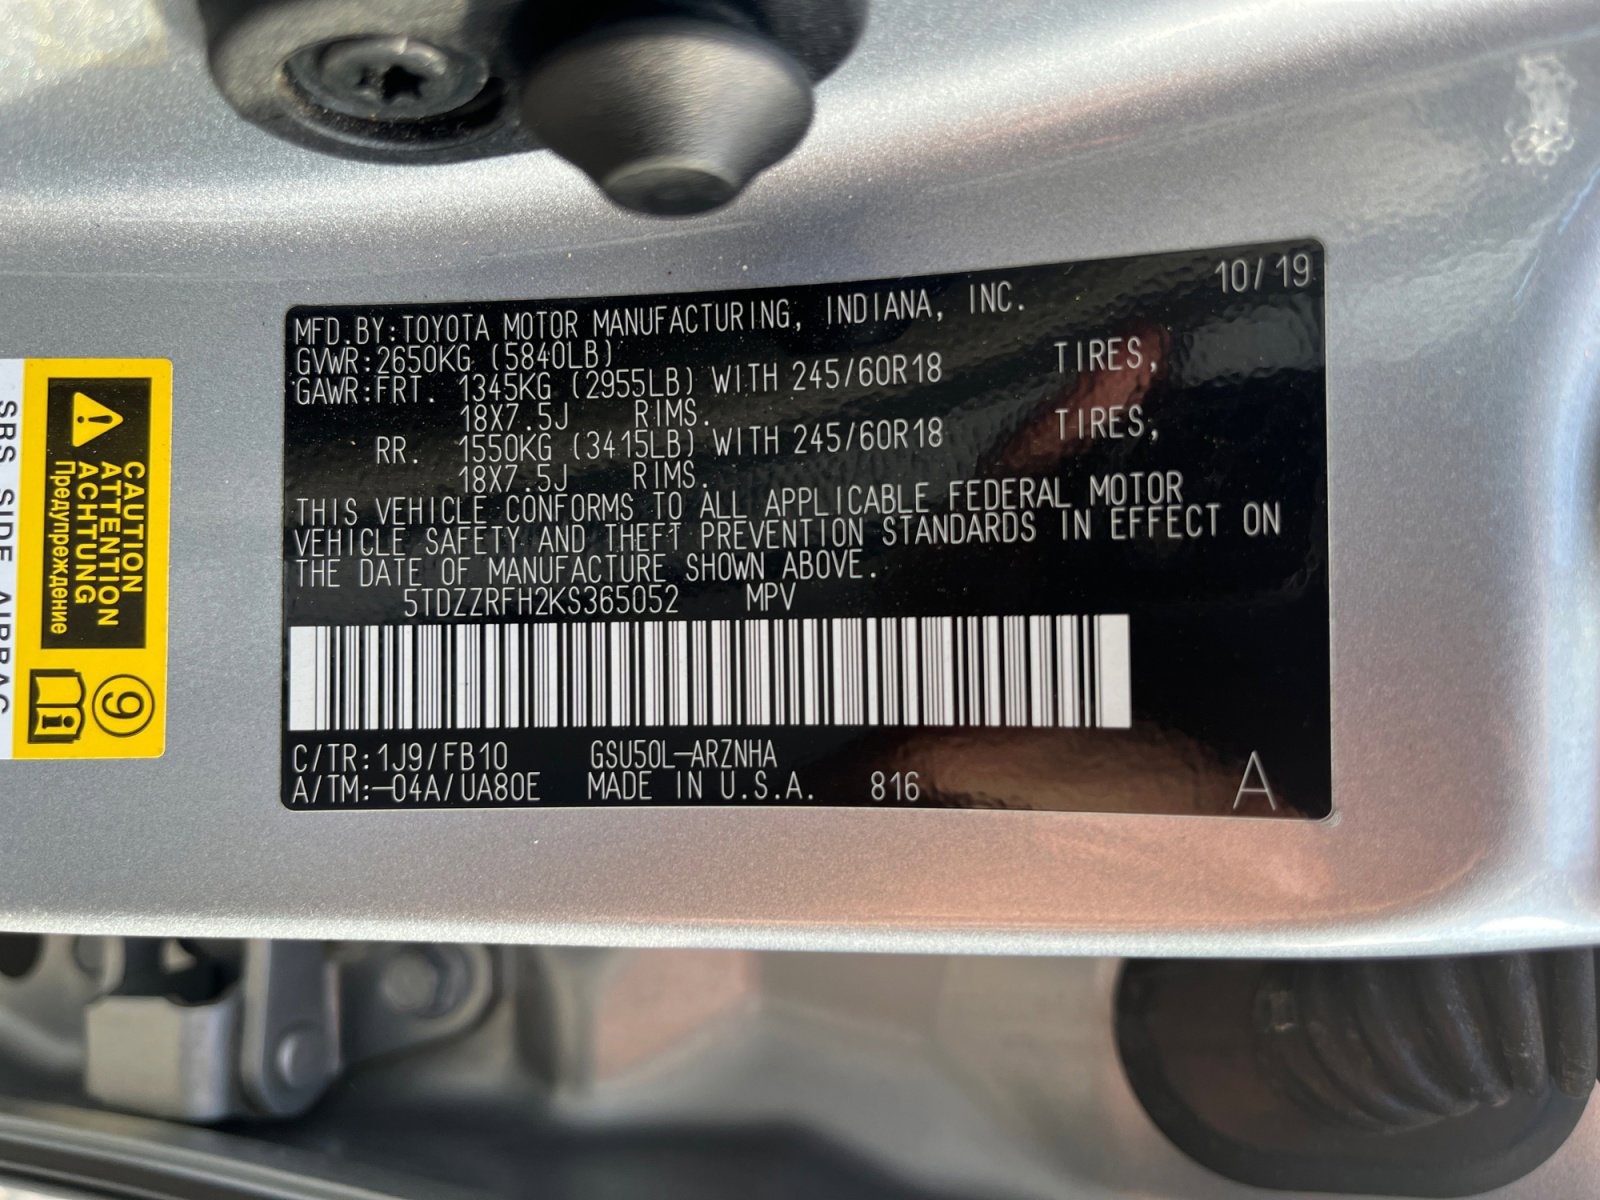 10/19
MFD.BY:TOYOTA MOTOR MANUFACTURING, INDIANA, INC.
GVWR:2650KG (5840LB)
GAWR:FRT. 1345KG (2955LB) WITH 245/60R18 TIRES,
18X7.5J RIMS.
RR. 1550KG (3415LB) WITH 245/60R18 TIRES,
18X7.5J RIMS.
THIS VEHICLE CONFORMS TO ALL APPLICABLE FEDERAL MOTOR
VEHICLE SAFETY AND THEFT PREVENTION STANDARDS IN EFFECT ON
THE DATE OF MANUFACTURE SHOWN ABOVE.
5TDZZRFH2KS365052 MPV
C/TR:1J9/FB10 GSU50L-ARZNHA
A/TM:-04A/UA80E MADE IN U.S.A. 816 A
CAUTION
ATTENTION
ACHTUNG
Предупреждение
9
i
SRS SIDE AIRBAG